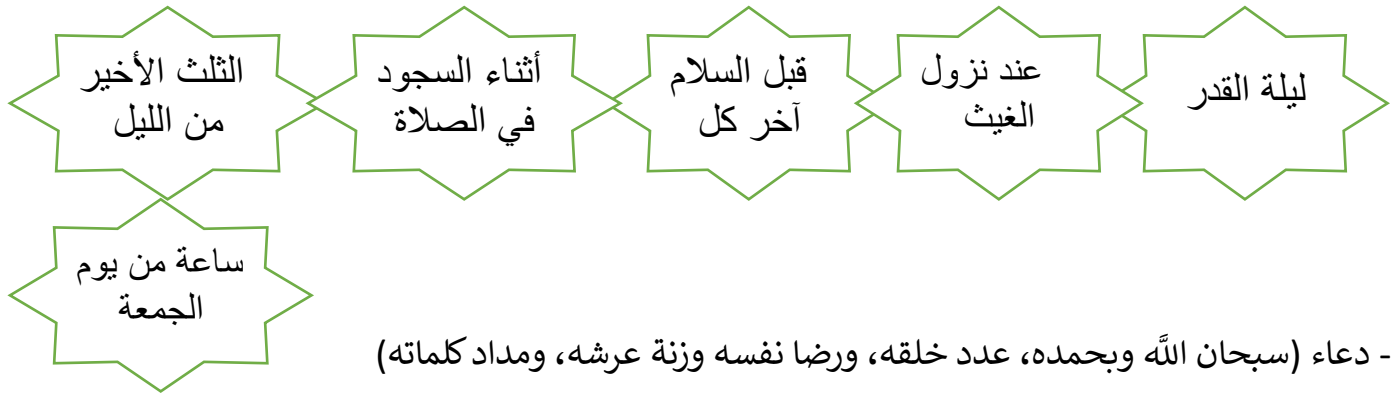 ليلة القدر
عند نزول
الغيث
قبل السلام
آخر كل
أثناء السجود
في الصلاة
الثلث الأخير
من الليل
ساعة من يوم
الجمعة
- دعاء (سبحان اللَّه وبحمده، عدد خلقه، ورضا نفسه وزنة عرشه، ومداد كلماته)